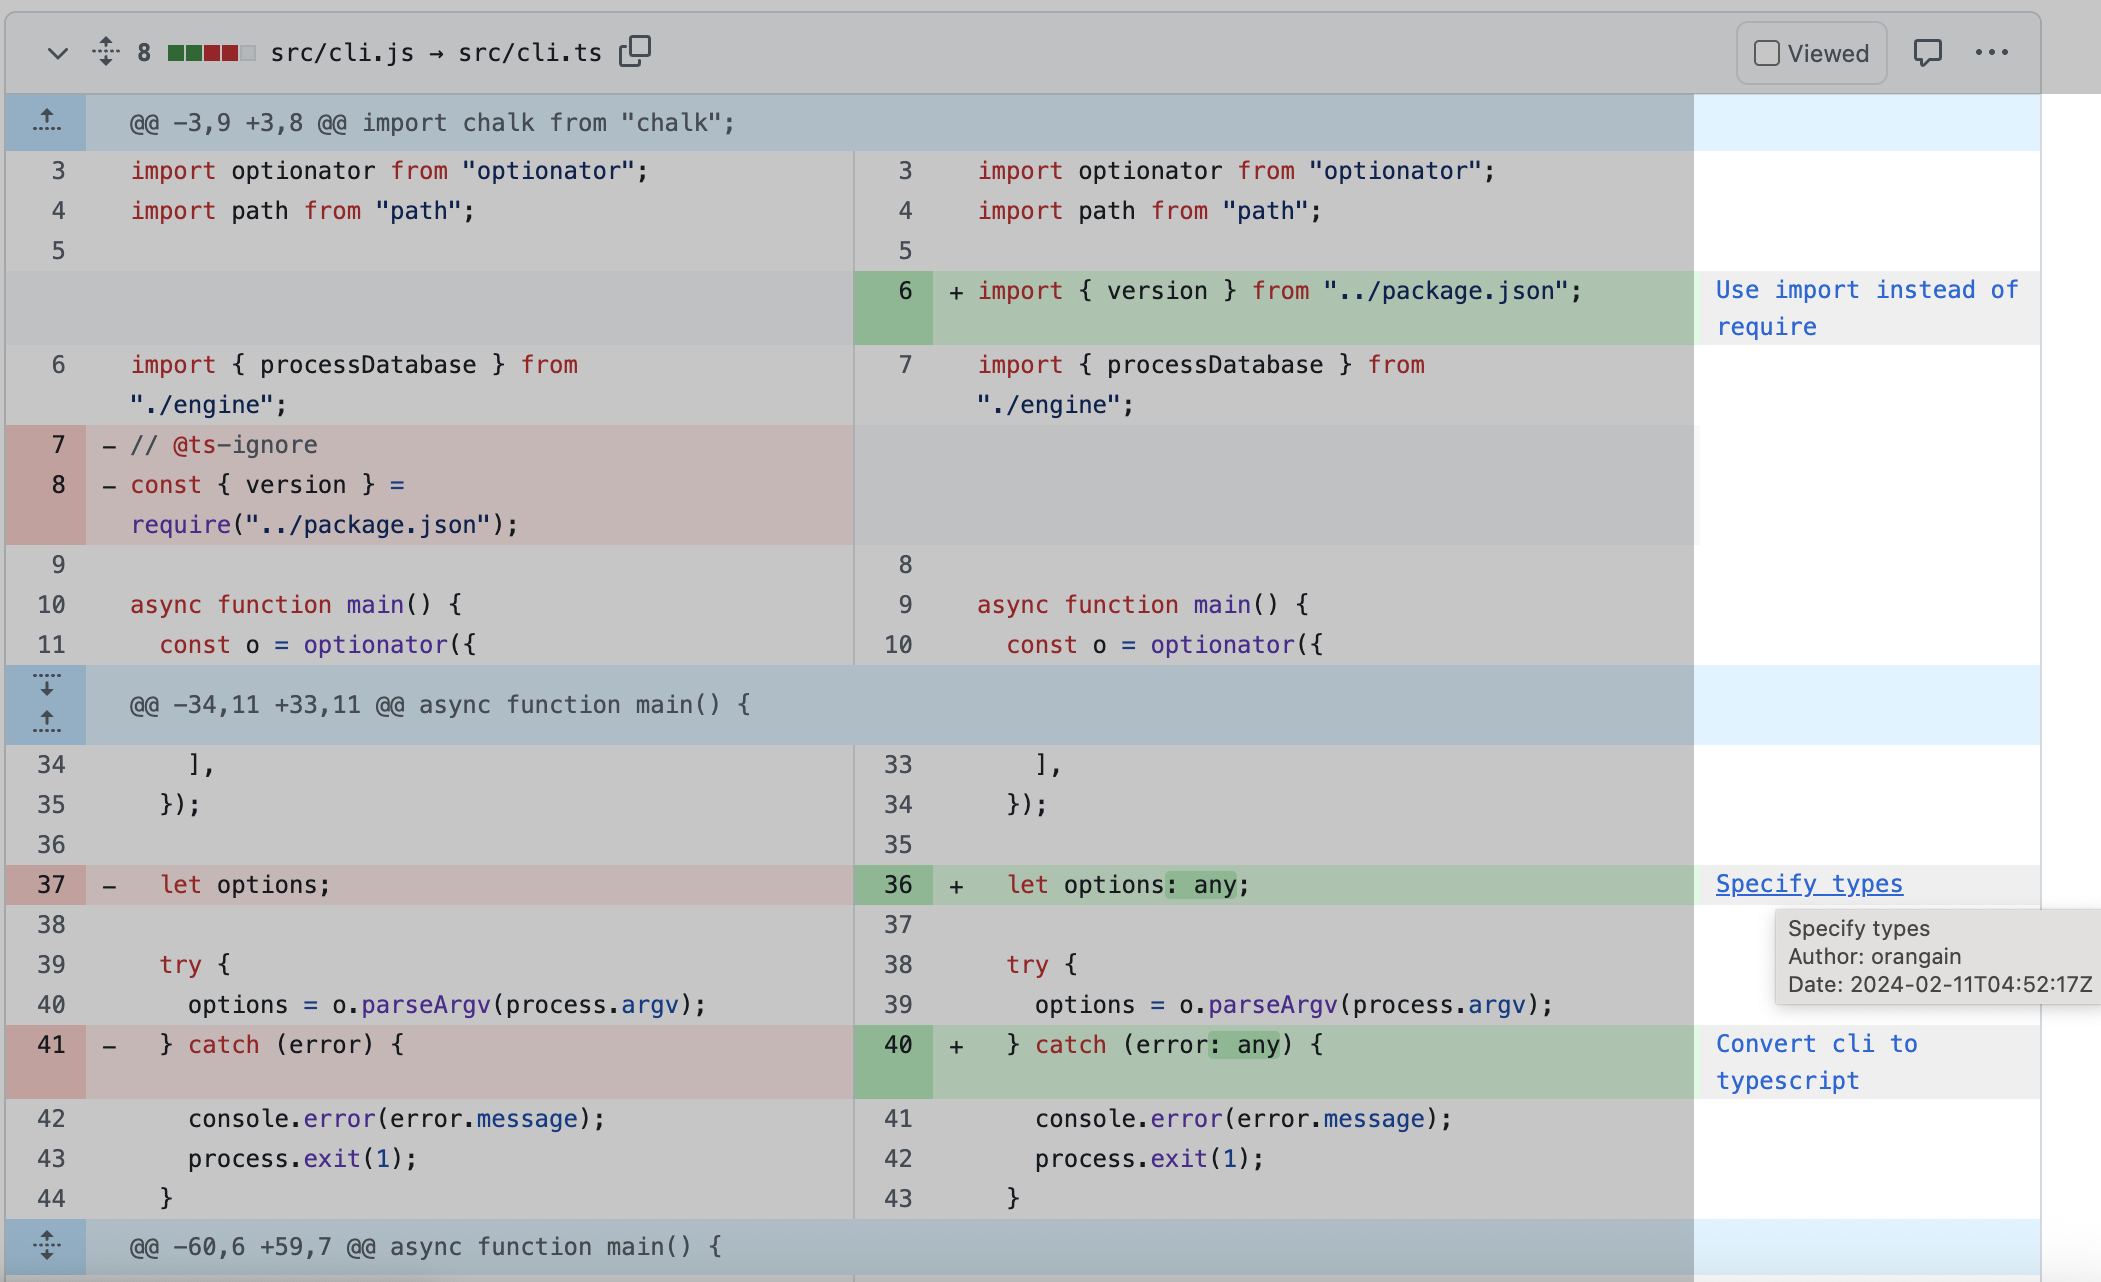 8 src/cli.js → src/cli.ts Viewed
@@ -3,9 +3,8 @@ import chalk from "chalk";
3 import optionator from "optionator"; 3 import optionator from "optionator";
4 import path from "path"; 4 import path from "path";
5 5
6 + import { version } from "../package.json"; Use import instead of
require
6 import { processDatabase } from 7 import { processDatabase } from
"./engine"; "./engine";
7 - // @ts-ignore
8 - const { version } =
require("../package.json");
9 8
10 async function main() { 9 async function main() {
11 const o = optionator({ 10 const o = optionator({
@@ -34,11 +33,11 @@ async function main() {
34 ], 33 ],
35 }); 34 });
36 35
37 - let options; 36 + let options: any; Specify types
38 37
Specify types
Author: orangain
Date: 2024-02-11T04:52:17Z
39 try { 38 try {
40 options = o.parseArgv(process.argv); 39 options = o.parseArgv(process.argv);
41 - } catch (error) { 40 + } catch (error: any) { Convert cli to
typescript
42 console.error(error.message); 41 console.error(error.message);
43 process.exit(1); 42 process.exit(1);
44 } 43 }
@@ -60,6 +59,7 @@ async function main() {